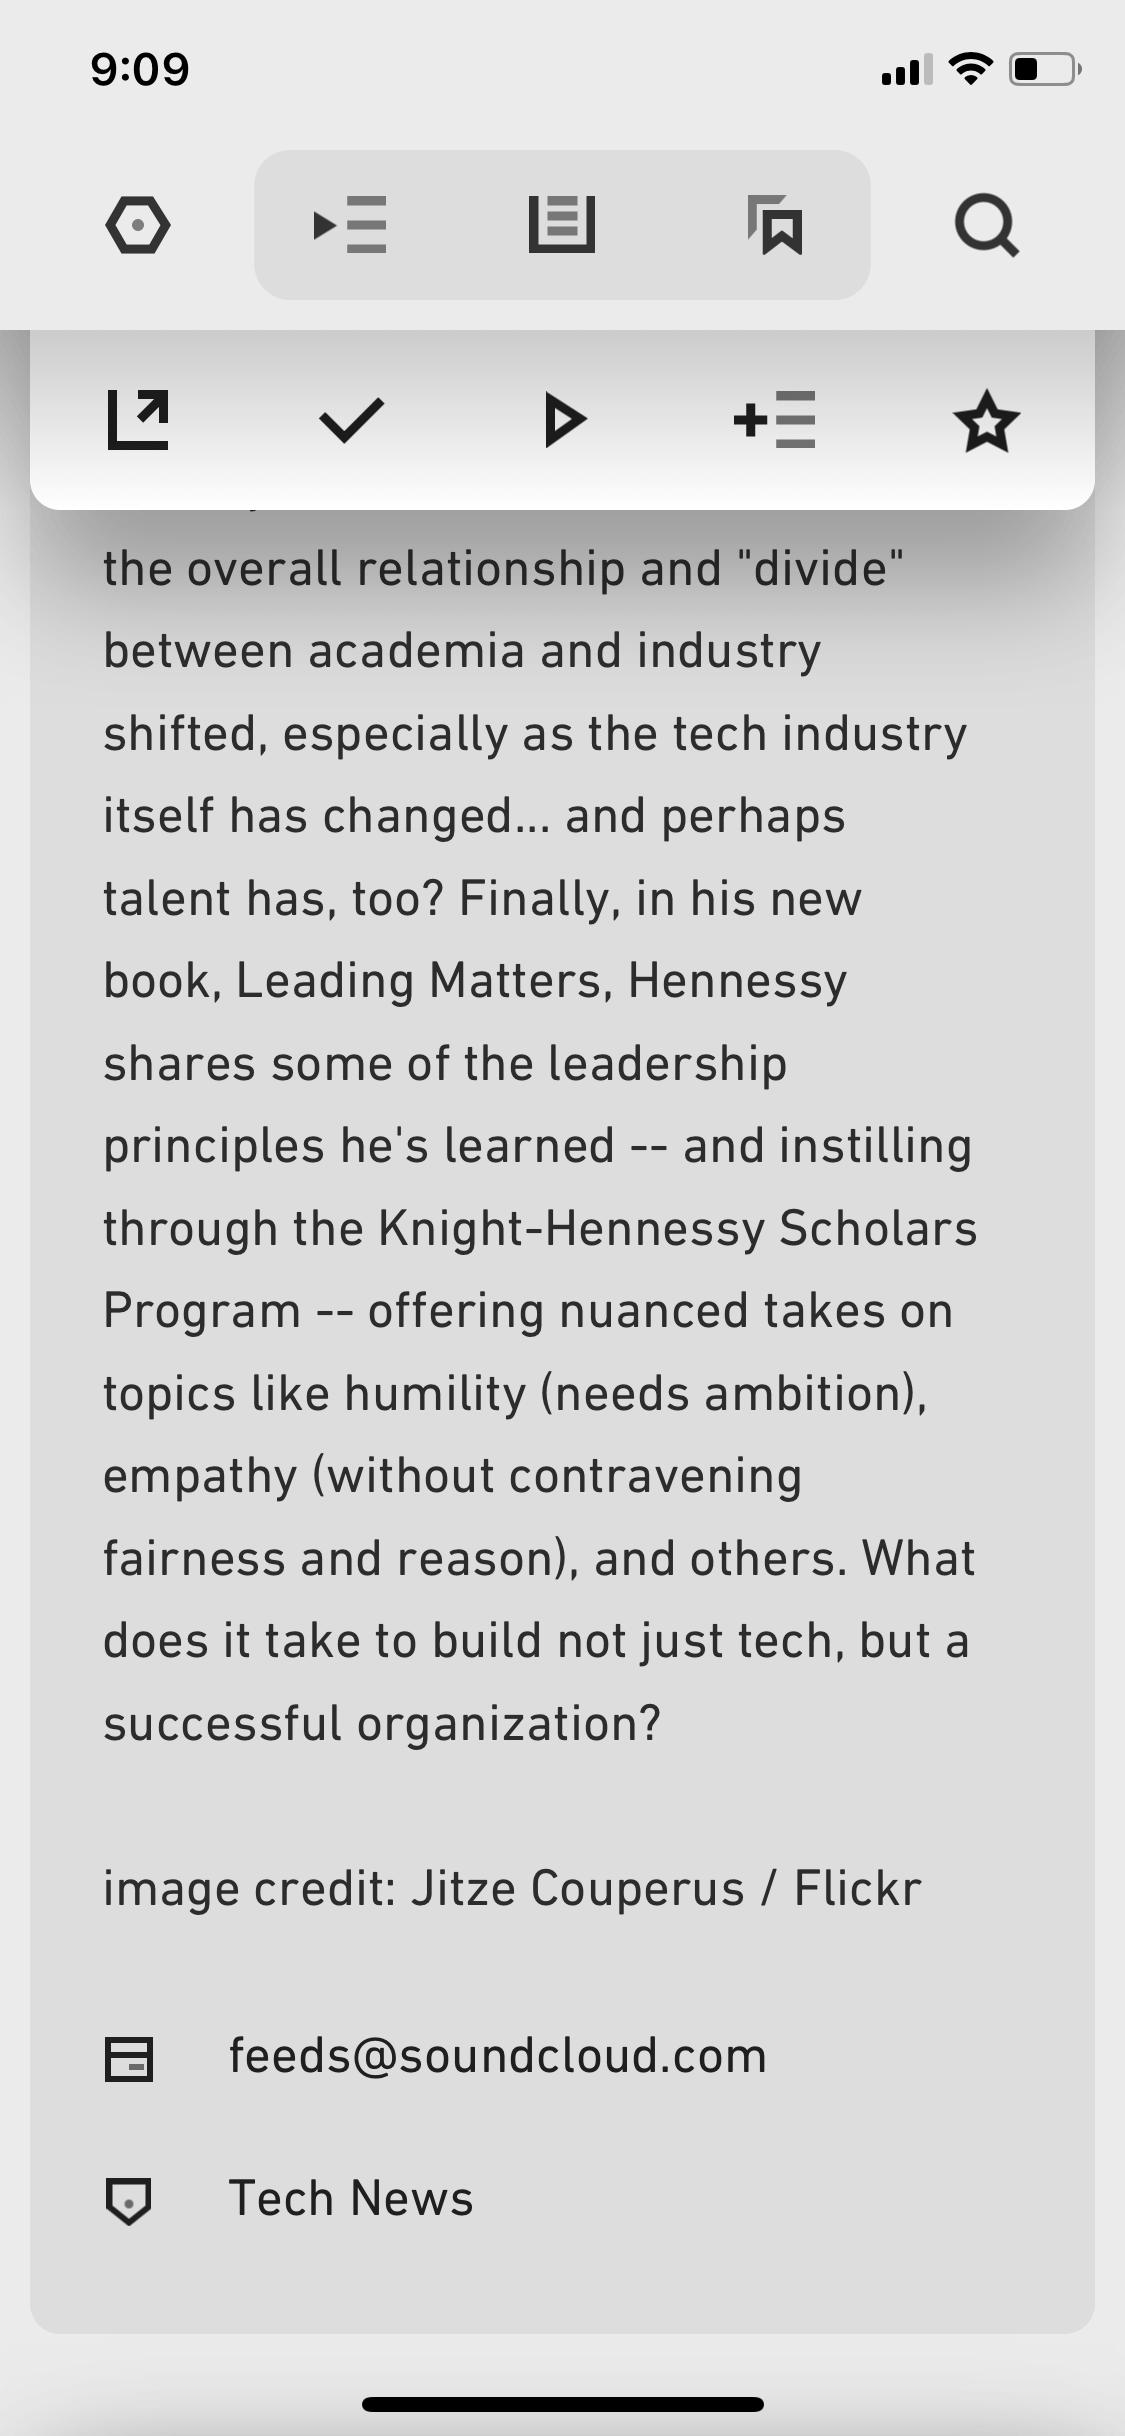 9:09
the overall relationship and "divide"
between academia and industry
shifted, especially as the tech industry
itself has changed... and perhaps
talent has, too? Finally, in his new
book, Leading Matters, Hennessy
shares some of the leadership
principles he's learned -- and instilling
through the Knight-Hennessy Scholars
Program -- offering nuanced takes on
topics like humility (needs ambition),
empathy (without contravening
fairness and reason), and others. What
does it take to build not just tech, but a
successful organization?
image credit: Jitze Couperus / Flickr
feeds@soundcloud.com
Tech News